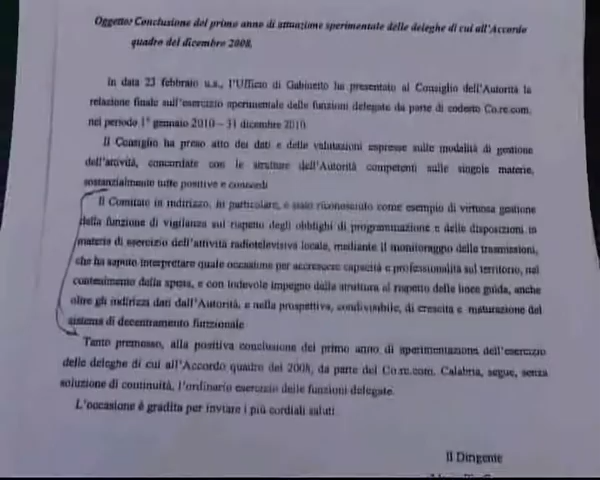 Oggetto: Conclusione del primo anno di attuazione sperimentale delle deleghe di cui all'Accordo
quadro del dicembre 2008.
In data 23 febbraio u.s., l'Ufficio di Gabinetto ha presentato al Consiglio dell'Autorità la
relazione finale sull'esercizio sperimentale delle funzioni delegate da parte di codesto Co.re.com.
nel periodo 1° gennaio 2010 – 31 dicembre 2010.
Il Consiglio ha preso atto dei dati e delle valutazioni espresse sulle modalità di gestione
dell'attività, concordate con le strutture dell'Autorità competenti sulle singole materie,
sostanzialmente tutte positive e concordi.
Il Comitato in indirizzo, in particolare, è stato riconosciuto come esempio di virtuosa gestione
della funzione di vigilanza sul rispetto degli obblighi di programmazione e delle disposizioni in
materia di esercizio dell'attività radiotelevisiva locale, mediante il monitoraggio delle trasmissioni,
che ha saputo interpretare quale occasione per accrescere capacità e professionalità sul territorio, nel
contenimento della spesa, e con lodevole impegno della struttura al rispetto delle linee guida, anche
oltre gli indirizzi dati dall'Autorità, e nella prospettiva, condivisibile, di crescita e maturazione del
sistema di decentramento funzionale.
Tanto premesso, alla positiva conclusione del primo anno di sperimentazione dell'esercizio
delle deleghe di cui all'Accordo quadro del 2008, da parte del Co.re.com. Calabria, segue, senza
soluzione di continuità, l'ordinario esercizio delle funzioni delegate.
L'occasione è gradita per inviare i più cordiali saluti.
Il Dirigente